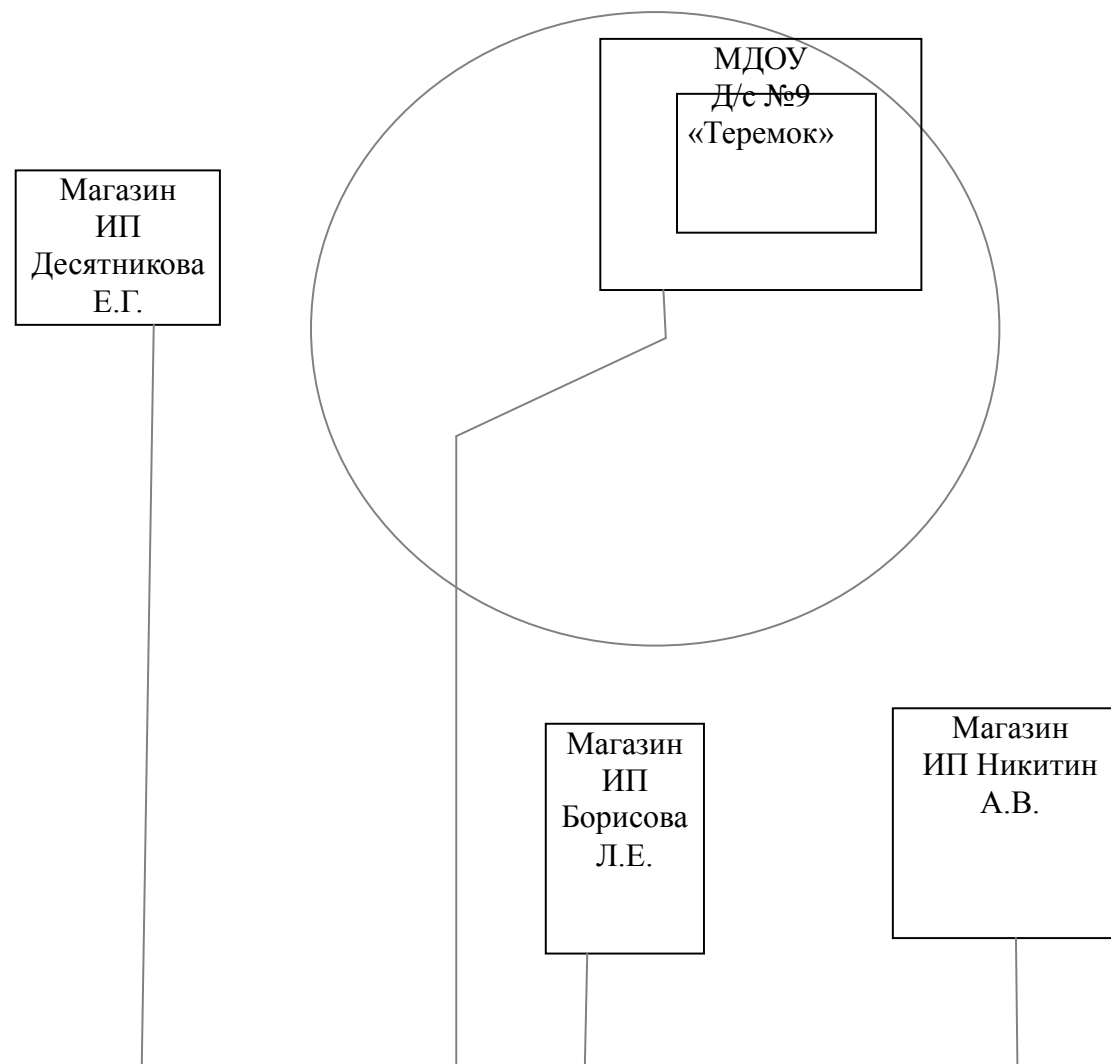 МДОУ
Д/с №9
«Теремок»
Магазин
ИП
Десятникова
Е.Г.
Магазин
ИП
Борисова
Л.Е.
Магазин
ИП Никитин
А.В.